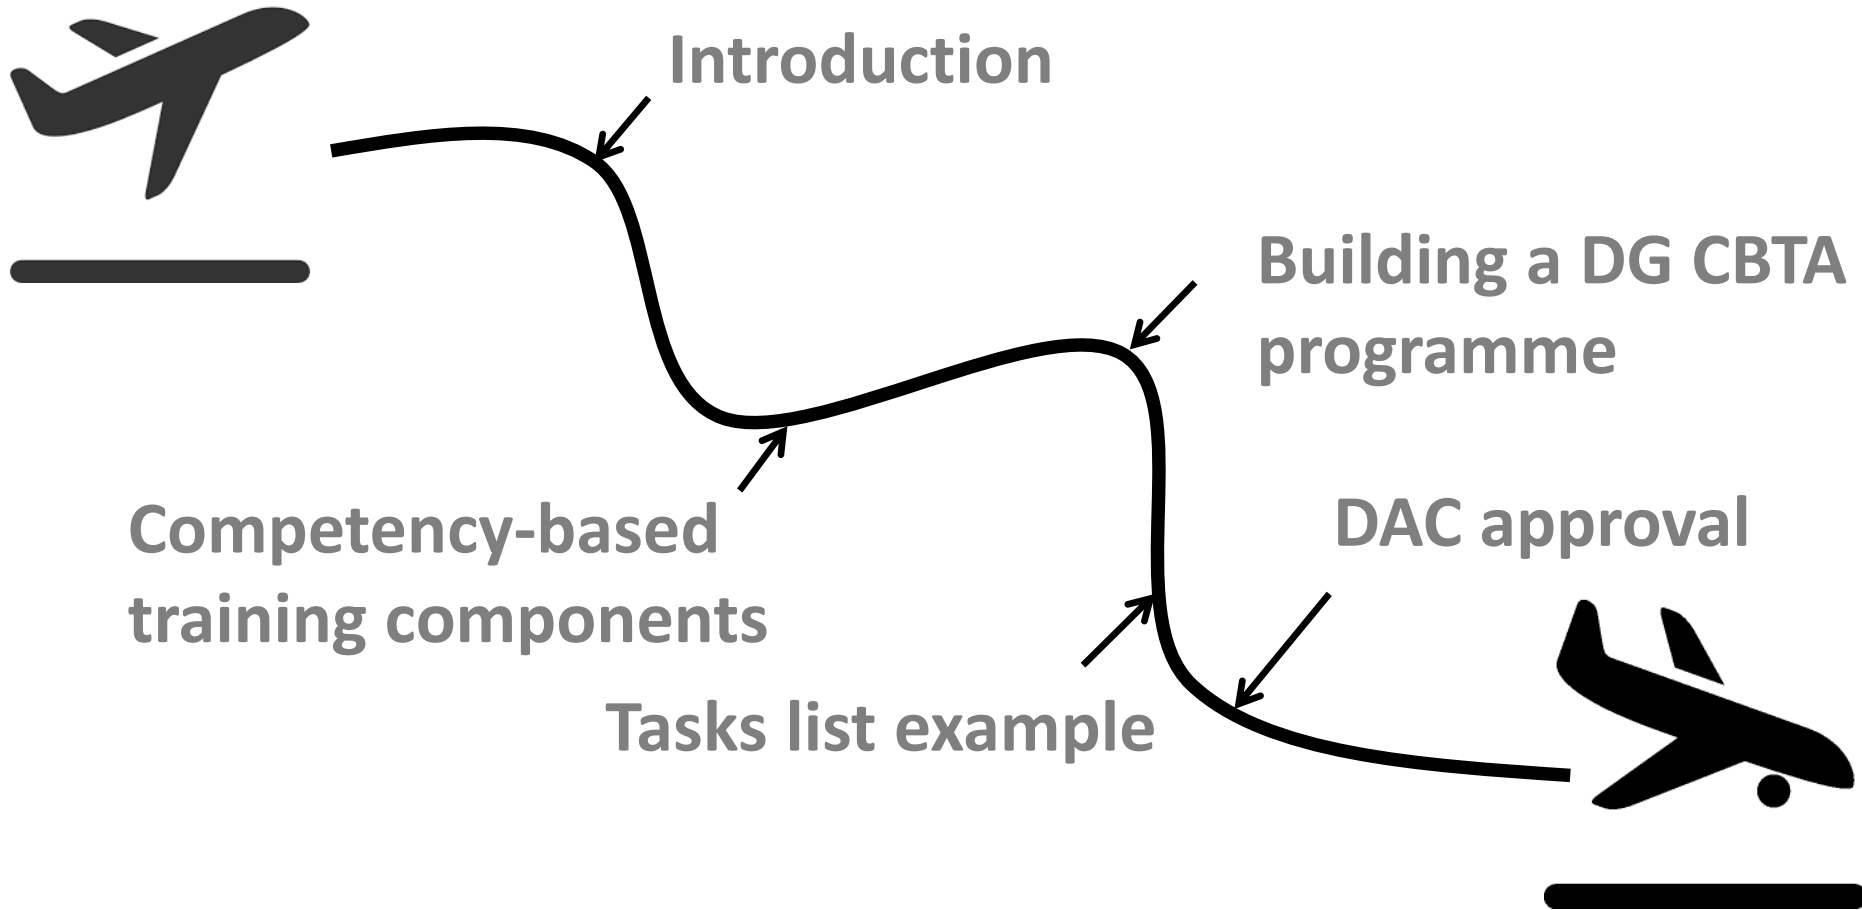 Introduction
Building a DG CBTA
programme
Competency-based
training components
DAC approval
Tasks list example